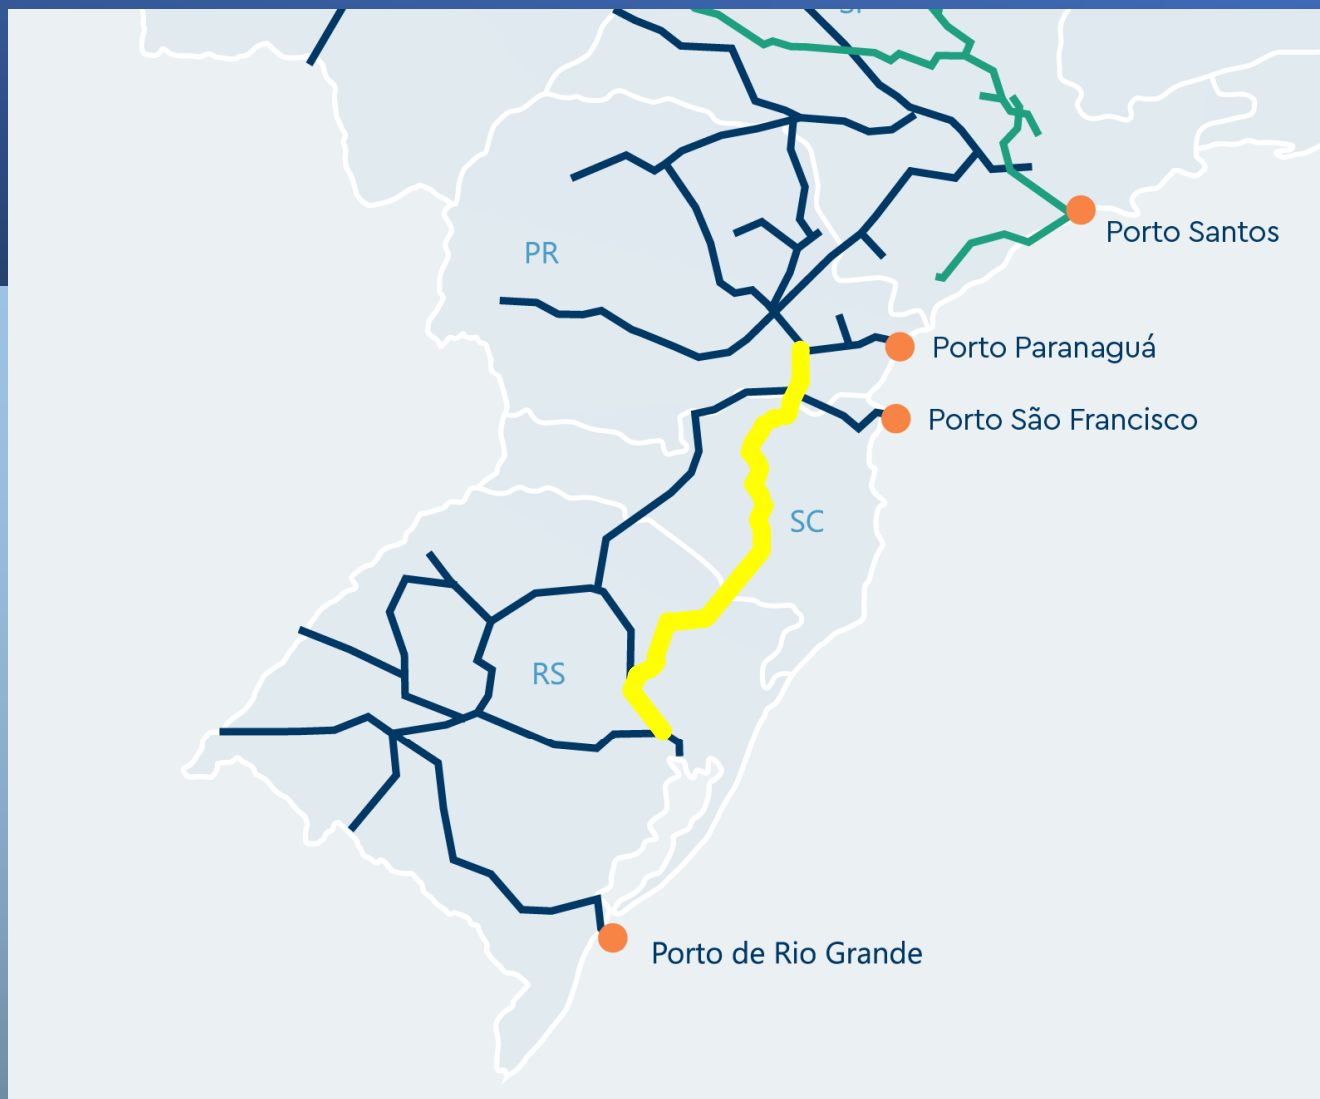 PR
Porto Santos
Porto Paranaguá
Porto São Francisco
SC
RS
Porto de Rio Grande